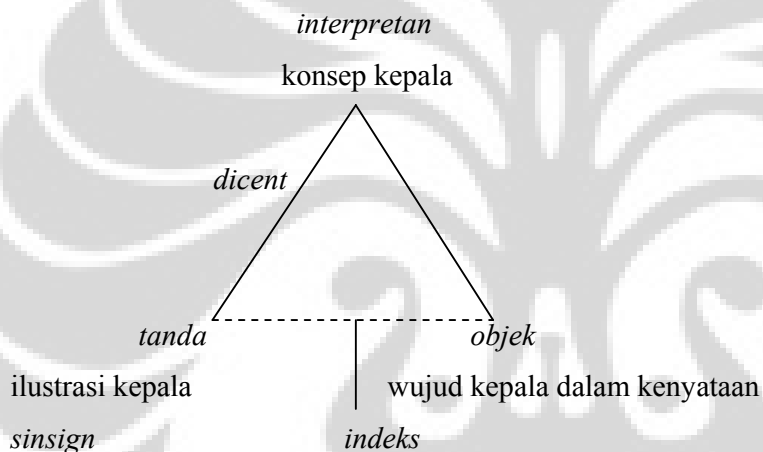 interpretan
konsep kepala
dicent
tanda objek
ilustrasi kepala wujud kepala dalam kenyataan
sinsign indeks